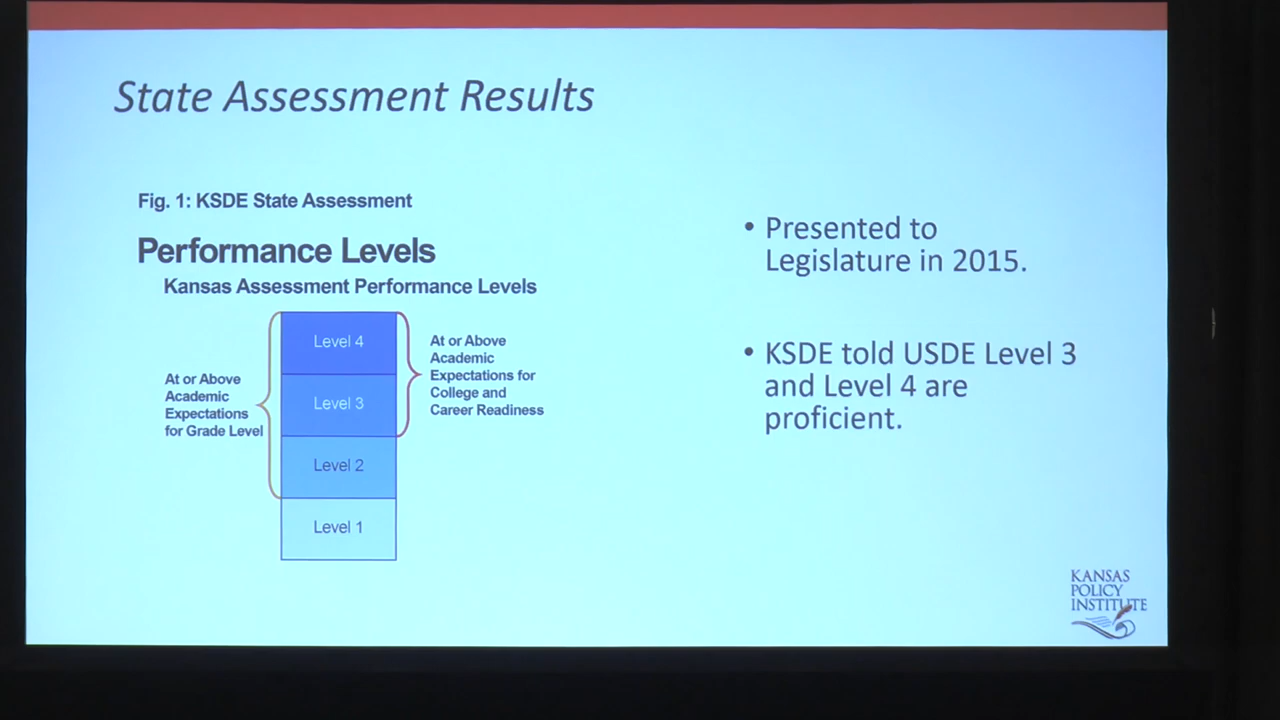 State Assessment Results
Fig. 1: KSDE State Assessment
Performance Levels
Kansas Assessment Performance Levels
Level 4
Level 3
Level 2
Level 1
At or Above
Academic
Expectations
for Grade Level
At or Above
Academic
Expectations for
College and
Career Readiness
• Presented to
Legislature in 2015.
• KSDE told USDE Level 3
and Level 4 are
proficient.
KANSAS
POLICY
INSTITUTE